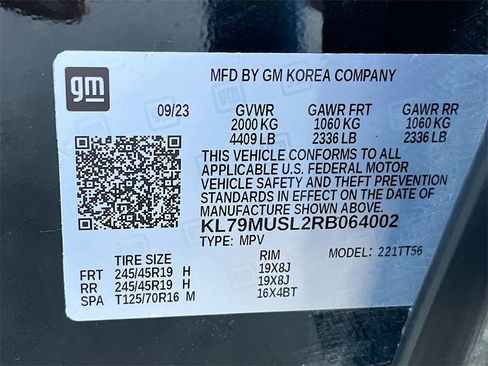 gm
MFD BY GM KOREA COMPANY
09/23 GVWR GAWR FRT GAWR RR
2000 KG 1060 KG 1060 KG
4409 LB 2336 LB 2336 LB
THIS VEHICLE CONFORMS TO ALL
APPLICABLE U.S. FEDERAL MOTOR
VEHICLE SAFETY AND THEFT PREVENTION
STANDARDS IN EFFECT ON THE DATE OF
MANUFACTURE SHOWN ABOVE.
KL79MUSL2RB064002
TYPE: MPV MODEL: 221TT56
TIRE SIZE RIM
FRT 245/45R19 H 19X8J
RR 245/45R19 H 19X8J
SPA T125/70R16 M 16X4BT